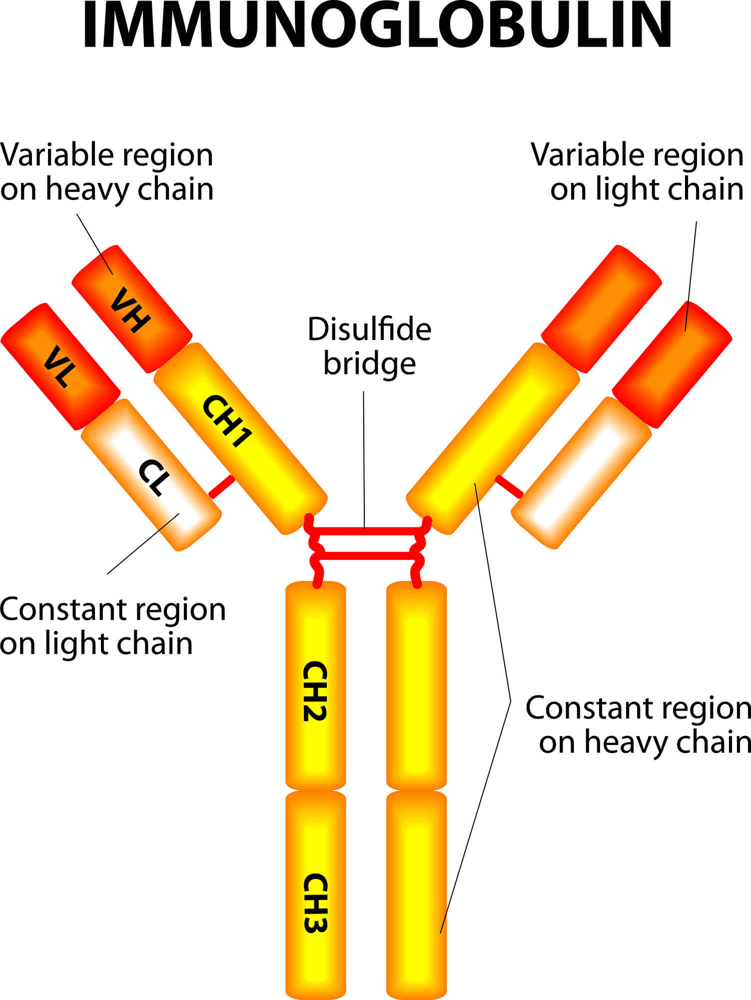 IMMUNOGLOBULIN
Variable region
on heavy chain
Variable region
on light chain
VH
VL
Disulfide
bridge
CH1
CL
Constant region
on light chain
CH2
Constant region
on heavy chain
CH3